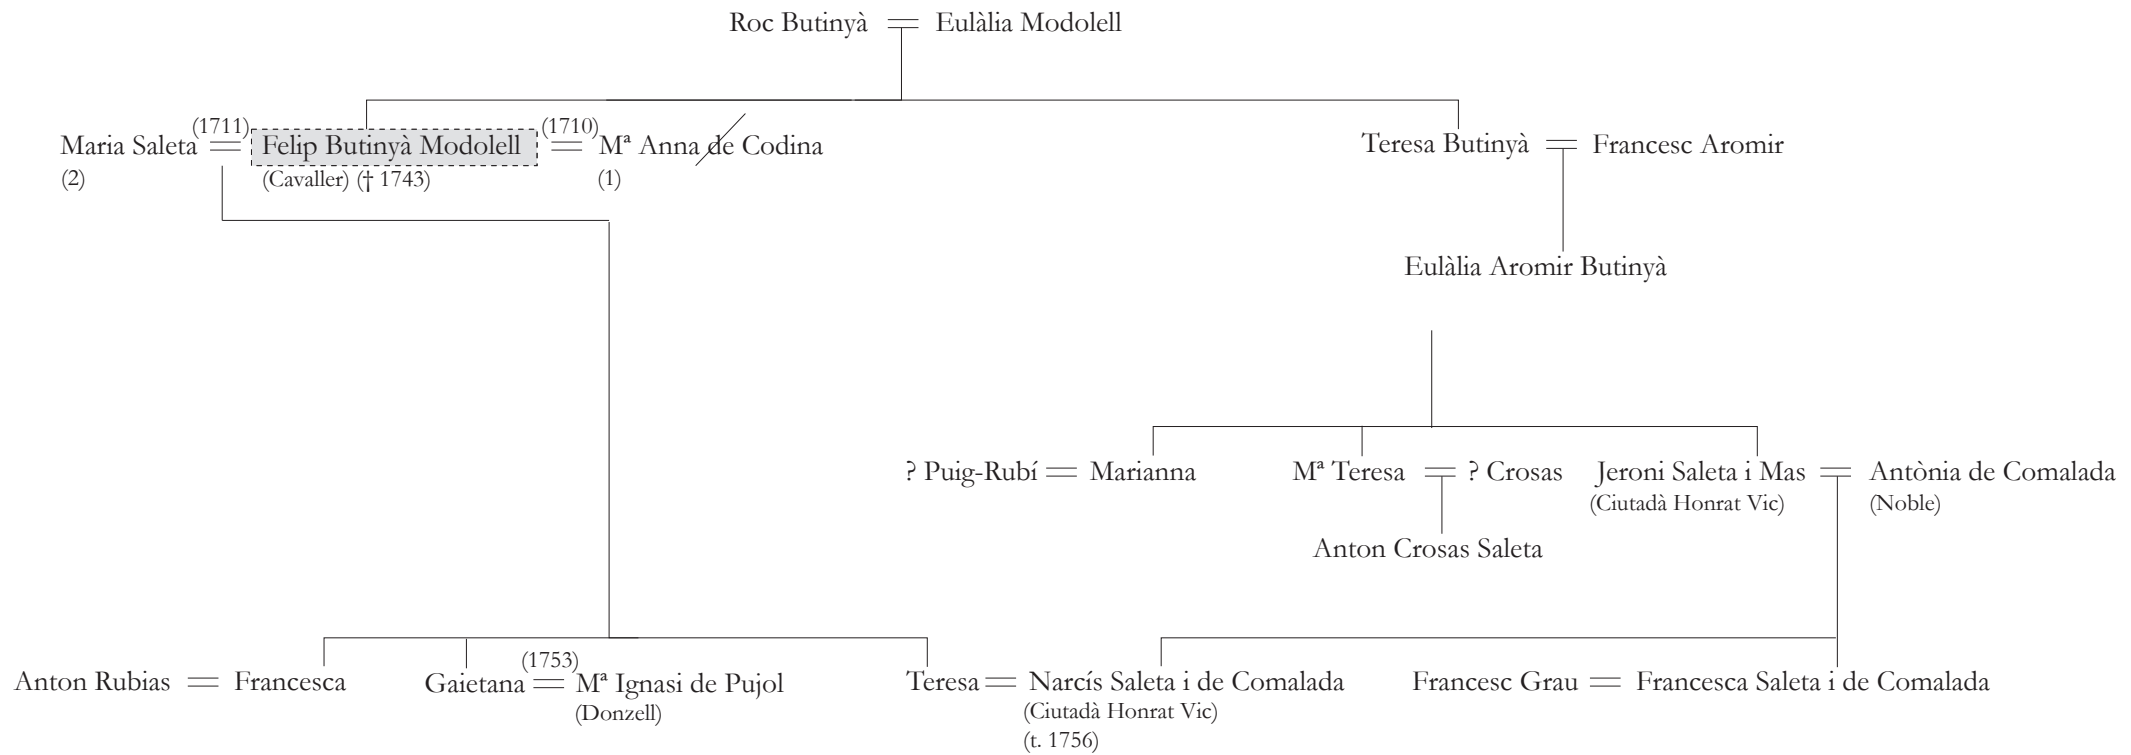 Roc Butinyà Eulàlia Modolell
(1711) (1710)
Maria Saleta Felip Butinyà Modolell Mª Anna de Codina Teresa Butinyà Francesc Aromir
(2) (Cavaller) († 1743) (1)
Eulàlia Aromir Butinyà
? Puig-Rubí Marianna Mª Teresa ? Crosas Jeroni Saleta i Mas Antònia de Comalada
(Ciutadà Honrat Vic) (Noble)
Anton Crosas Saleta
(1753)
Anton Rubias Francesca Gaietana Mª Ignasi de Pujol Teresa Narcís Saleta i de Comalada Francesc Grau Francesca Saleta i de Comalada
(Donzell) (Ciutadà Honrat Vic)
(t. 1756)